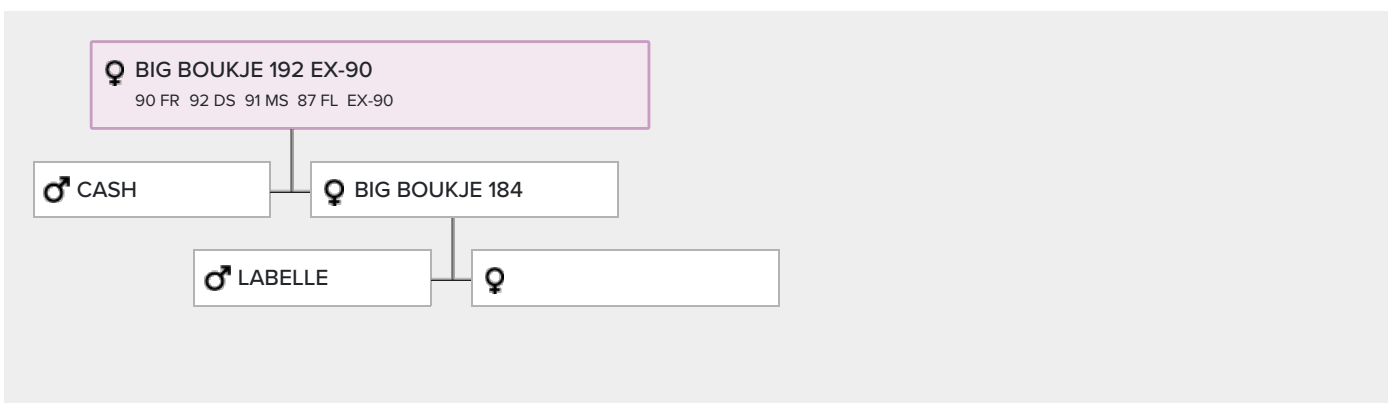 BIG BOUKJE 192 EX-90
90 FR 92 DS 91 MS 87 FL EX-90
CASH
BIG BOUKJE 184
LABELLE